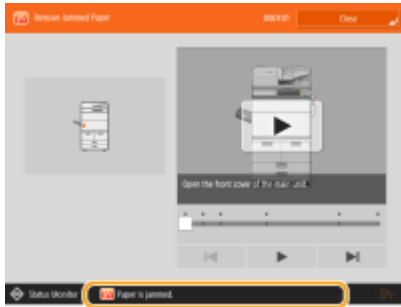 Remove Jammed Paper
Close
Open the front cover of the main unit.
Status Monitor
Paper is jammed.